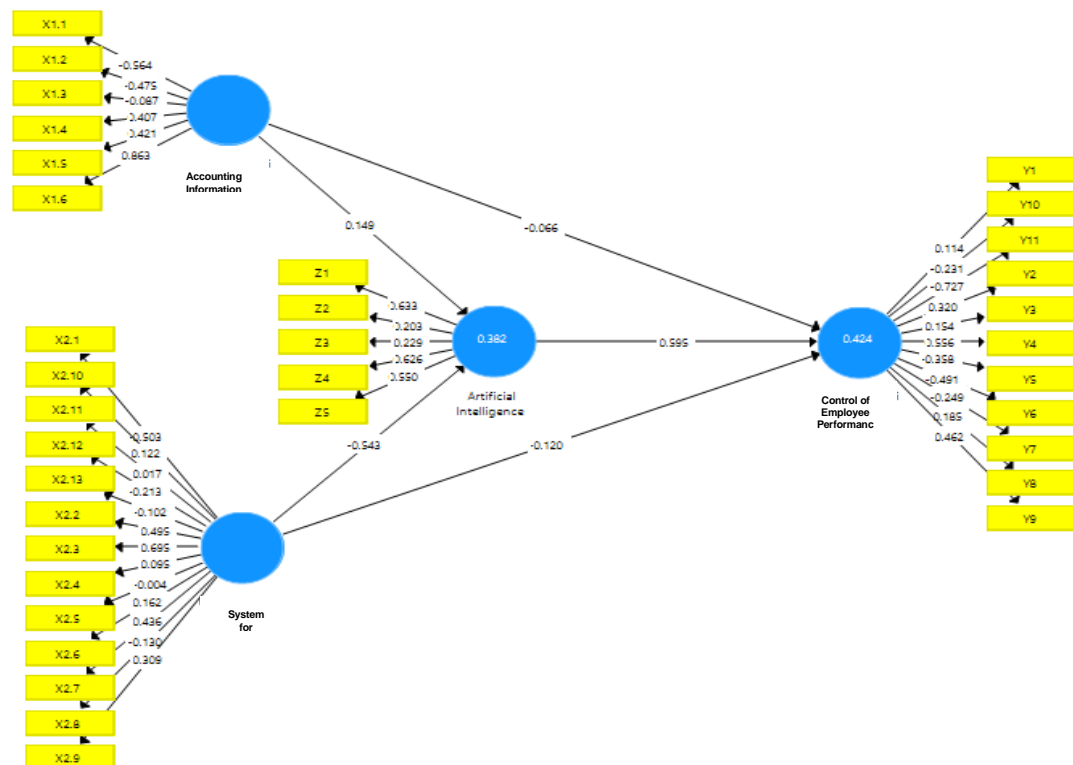 X1.1
X1.2
X1.3
X1.4
X1.5
X1.6
-0.564
-0.475
-0.087
0.407
0.421
0.863
Accounting
Information
i
0.149
-0.066
Z1
Z2
Z3
Z4
Z5
0.633
0.203
0.229
0.626
0.550
0.382
Artificial
Intelligence
0.595
-0.543
-0.120
X2.1
X2.10
X2.11
X2.12
X2.13
X2.2
X2.3
X2.4
X2.5
X2.6
X2.7
X2.8
X2.9
-0.503
0.122
0.017
-0.213
-0.102
0.495
0.695
0.095
-0.004
0.162
0.436
-0.130
0.309
System
for
0.424
Control of
Employee
Performanc
i
0.114
-0.231
-0.727
0.320
0.154
0.556
-0.358
-0.491
-0.249
0.185
0.462
Y1
Y10
Y11
Y2
Y3
Y4
Y5
Y6
Y7
Y8
Y9